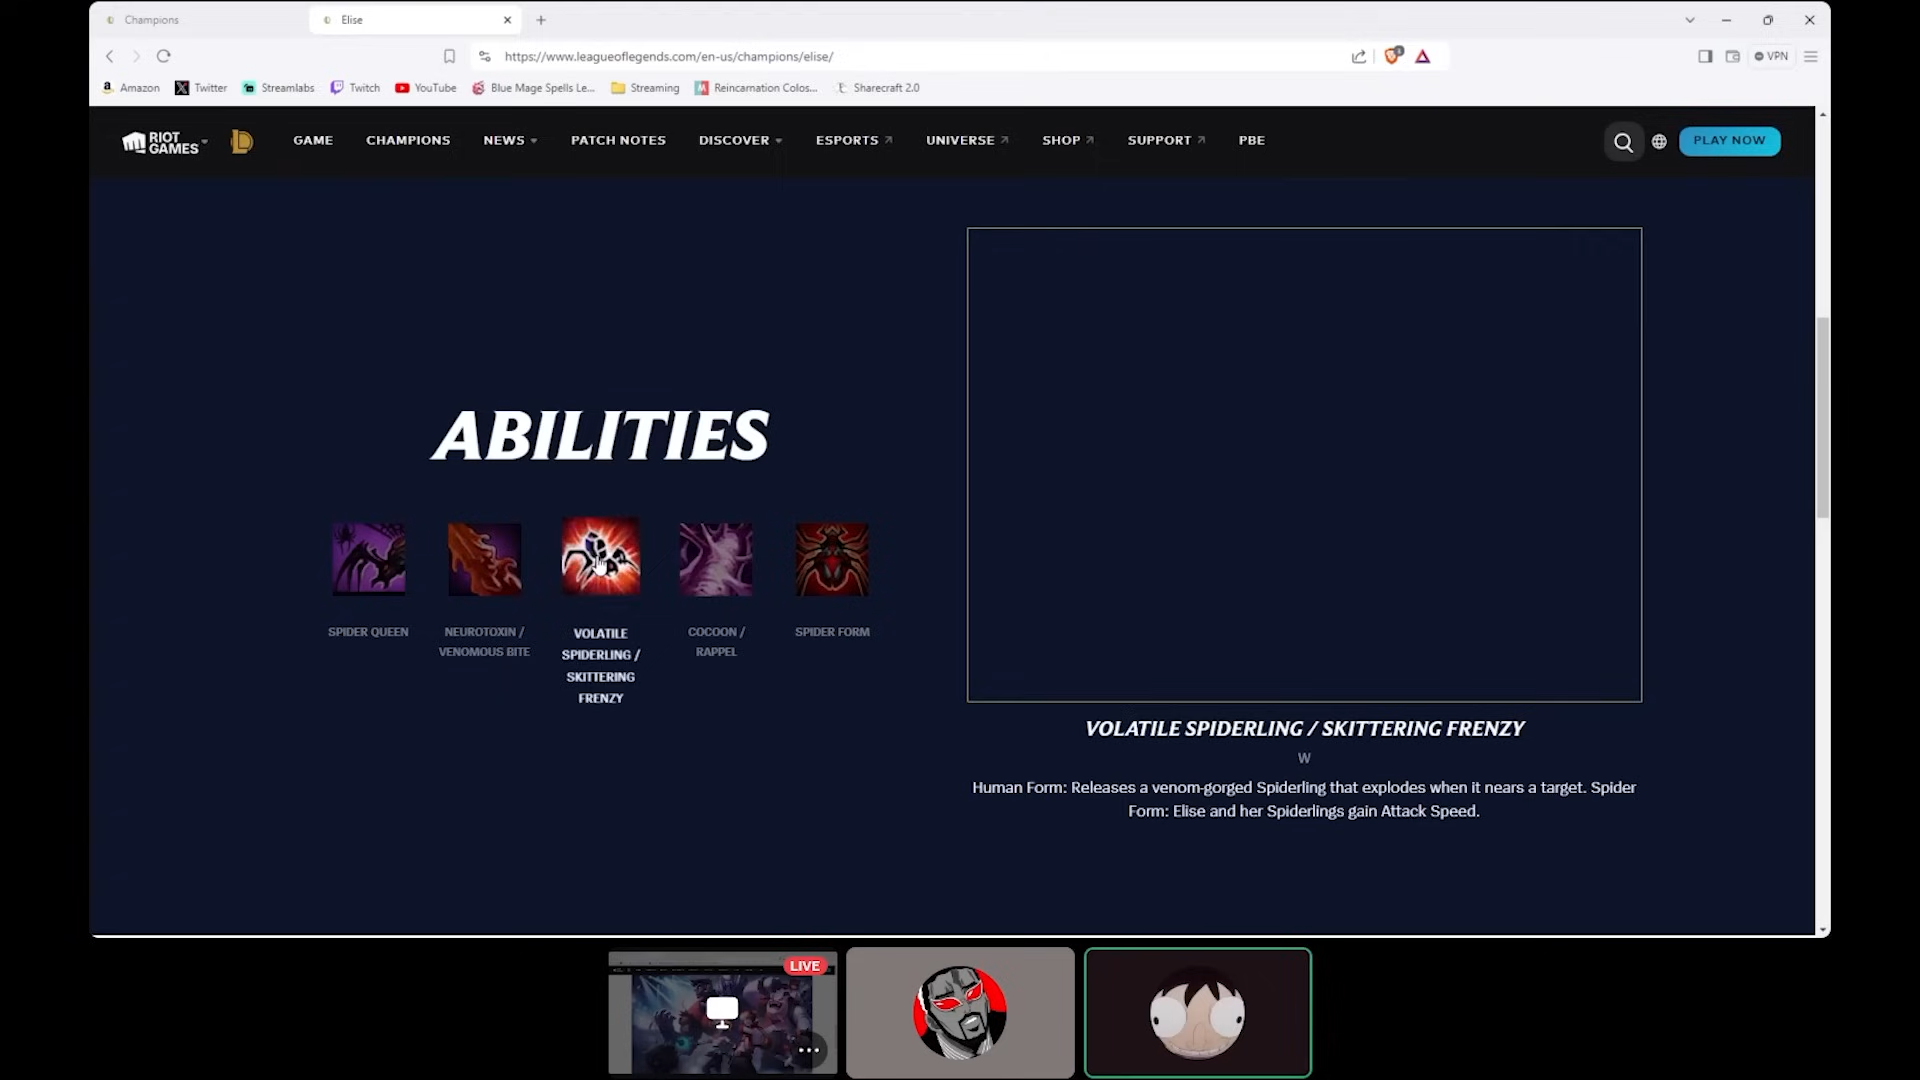 Champions
Elise
https://www.leagueoflegends.com/en-us/champions/elise/
VPN
Amazon
Twitter
Streamlabs
Twitch
YouTube
Blue Mage Spells Le...
Streaming
Reincarnation Colos...
Sharecraft 2.0
RIOT GAMES
GAME
CHAMPIONS
NEWS
PATCH NOTES
DISCOVER
ESPORTS
UNIVERSE
SHOP
SUPPORT
PBE
PLAY NOW
ABILITIES
SPIDER QUEEN
NEUROTOXIN /
VENOMOUS BITE
VOLATILE
SPIDERLING /
SKITTERING
FRENZY
COCOON /
RAPPEL
SPIDER FORM
VOLATILE SPIDERLING / SKITTERING FRENZY
W
Human Form: Releases a venom-gorged Spiderling that explodes when it nears a target. Spider
Form: Elise and her Spiderlings gain Attack Speed.
LIVE